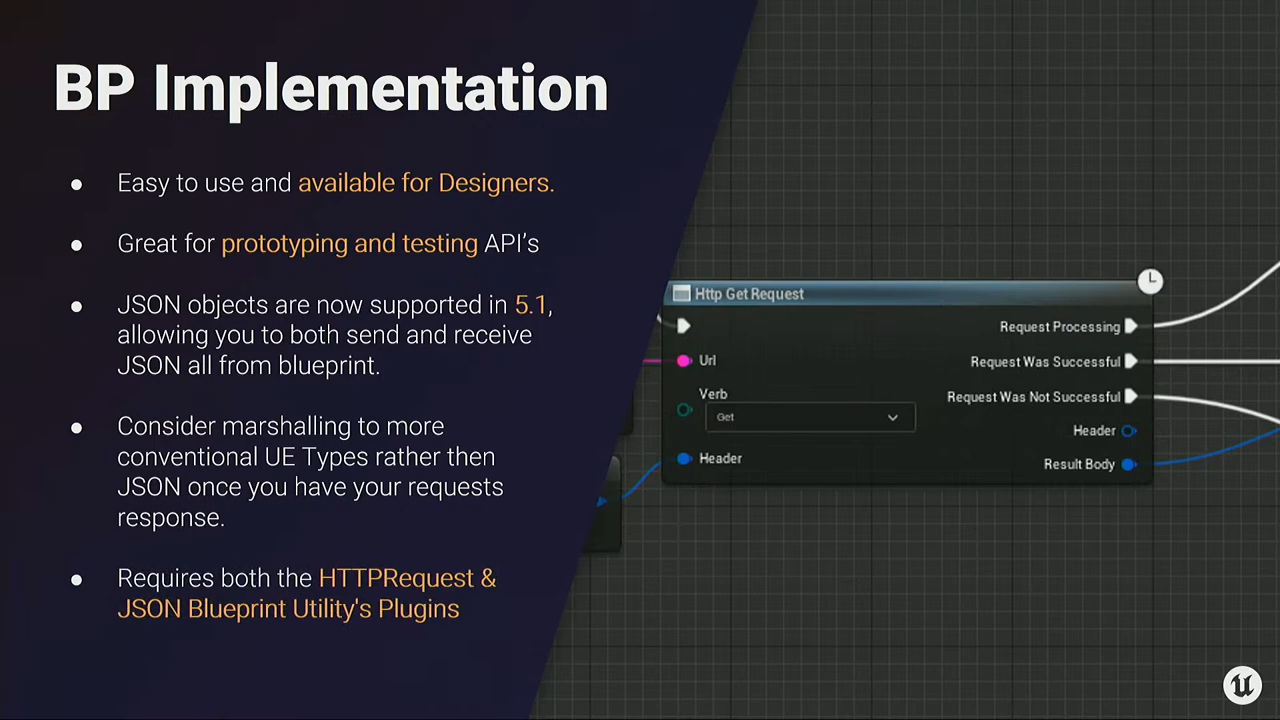 BP Implementation
● Easy to use and available for Designers.
● Great for prototyping and testing API’s
● JSON objects are now supported in 5.1,
allowing you to both send and receive
JSON all from blueprint.
● Consider marshalling to more
conventional UE Types rather then
JSON once you have your requests
response.
● Requires both the HTTPRequest &
JSON Blueprint Utility's Plugins
Http Get Request
Request Processing
Url
Request Was Successful
Verb
Get
Request Was Not Successful
Header
Header
Result Body